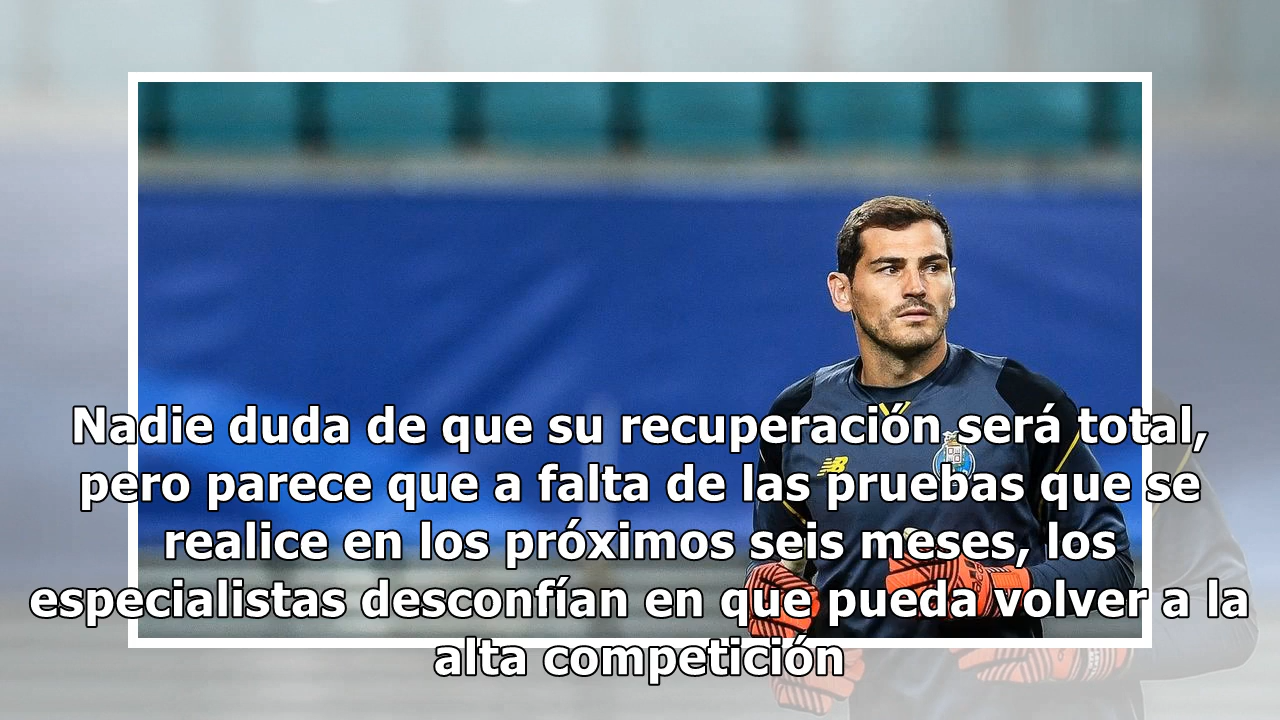 Nadie duda de que su recuperación será total,
pero parece que a falta de las pruebas que se
realice en los próximos seis meses, los
especialistas desconfían en que pueda volver a la
alta competición